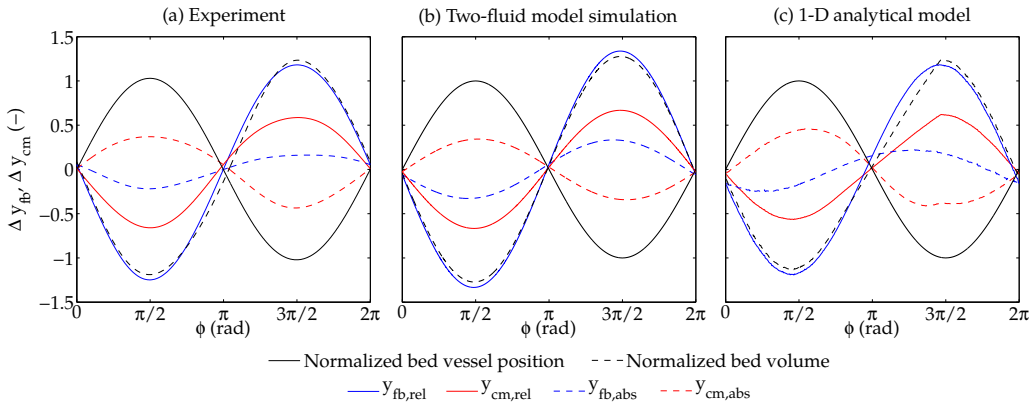 (a) Experiment (b) Two-fluid model simulation (c) 1-D analytical model
1.5
1
0.5
0
−0.5
−1
−1.5
Δ y_fb, Δ y_cm (−)
0 π/2 π 3π/2 2π 0 π/2 π 3π/2 2π 0 π/2 π 3π/2 2π
ϕ (rad) ϕ (rad) ϕ (rad)
Normalized bed vessel position Normalized bed volume
y_fb,rel y_cm,rel y_fb,abs y_cm,abs